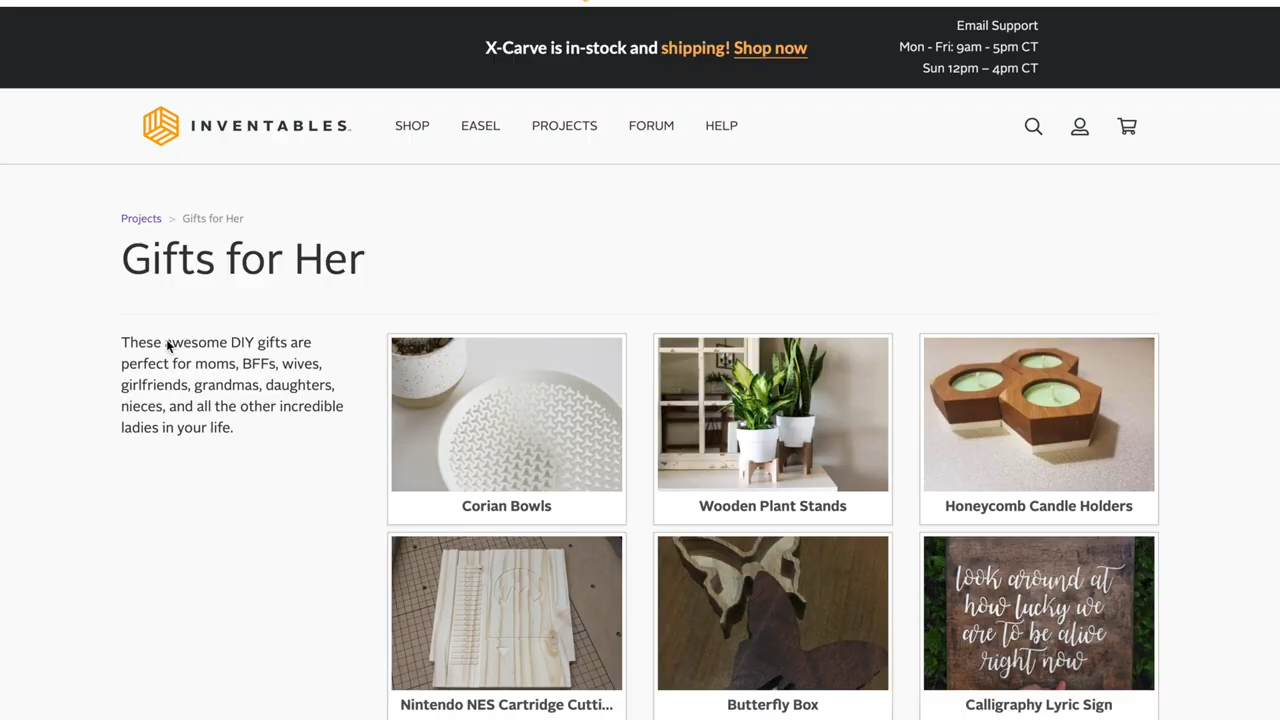 X-Carve is in-stock and shipping! Shop now
Email Support
Mon - Fri: 9am - 5pm CT
Sun 12pm – 4pm CT
INVENTABLES
SHOP
EASEL
PROJECTS
FORUM
HELP
Projects > Gifts for Her
Gifts for Her
These awesome DIY gifts are
perfect for moms, BFFs, wives,
girlfriends, grandmas, daughters,
nieces, and all the other incredible
ladies in your life.
Corian Bowls
Wooden Plant Stands
Honeycomb Candle Holders
look around at
how lucky we
are to be alive
right now
Nintendo NES Cartridge Cutti...
Butterfly Box
Calligraphy Lyric Sign